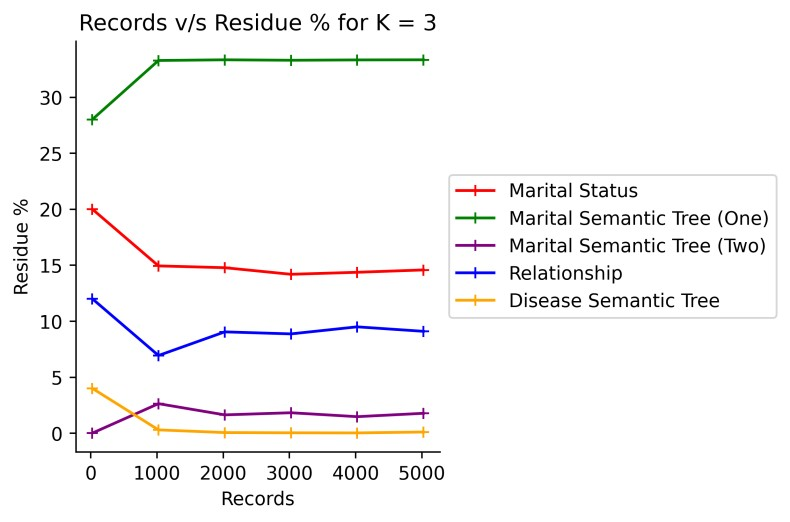 Records v/s Residue % for K = 3
30
25
20
15
10
5
0
Residue %
0 1000 2000 3000 4000 5000
Records
Marital Status
Marital Semantic Tree (One)
Marital Semantic Tree (Two)
Relationship
Disease Semantic Tree